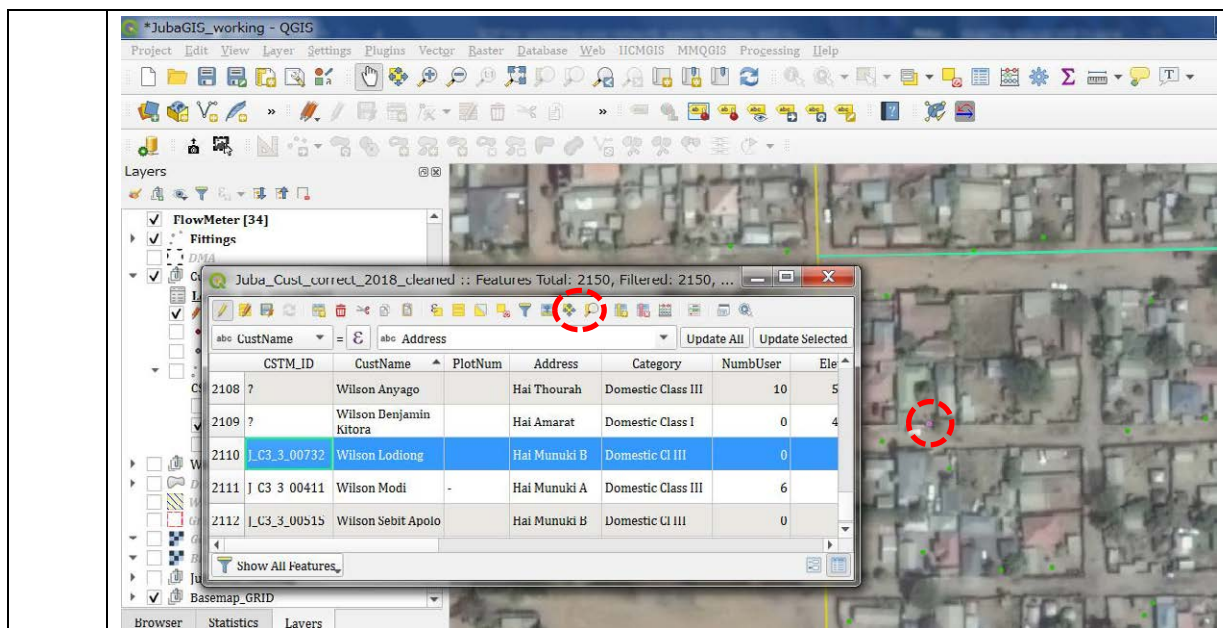 *JubaGIS_working - QGIS
Project Edit View Layer Settings Plugins Vector Raster Database Web IICMGIS MMQGIS Processing Help
Layers
FlowMeter [34]
Fittings
DMA
Juba_Cust_correct_2018_cleaned :: Features Total: 2150, Filtered: 2150, ...
abc CustName = ε abc Address Update All Update Selected
CSTM_ID CustName PlotNum Address Category NumbUser Ele
2108 ? Wilson Anyago Hai Thourah Domestic Class III 10 5
2109 ? Wilson Benjamin Kitora Hai Amarat Domestic Class I 0 4
2110 J_C3_3_00732 Wilson Lodiong Hai Munuki B Domestic Cl III 0
2111 J_C3_3_00411 Wilson Modi - Hai Munuki A Domestic Class III 6
2112 J_C3_3_00515 Wilson Sebit Apolo Hai Munuki B Domestic Cl III 0
Show All Features
Ju
Basemap_GRID
Browser Statistics Layers